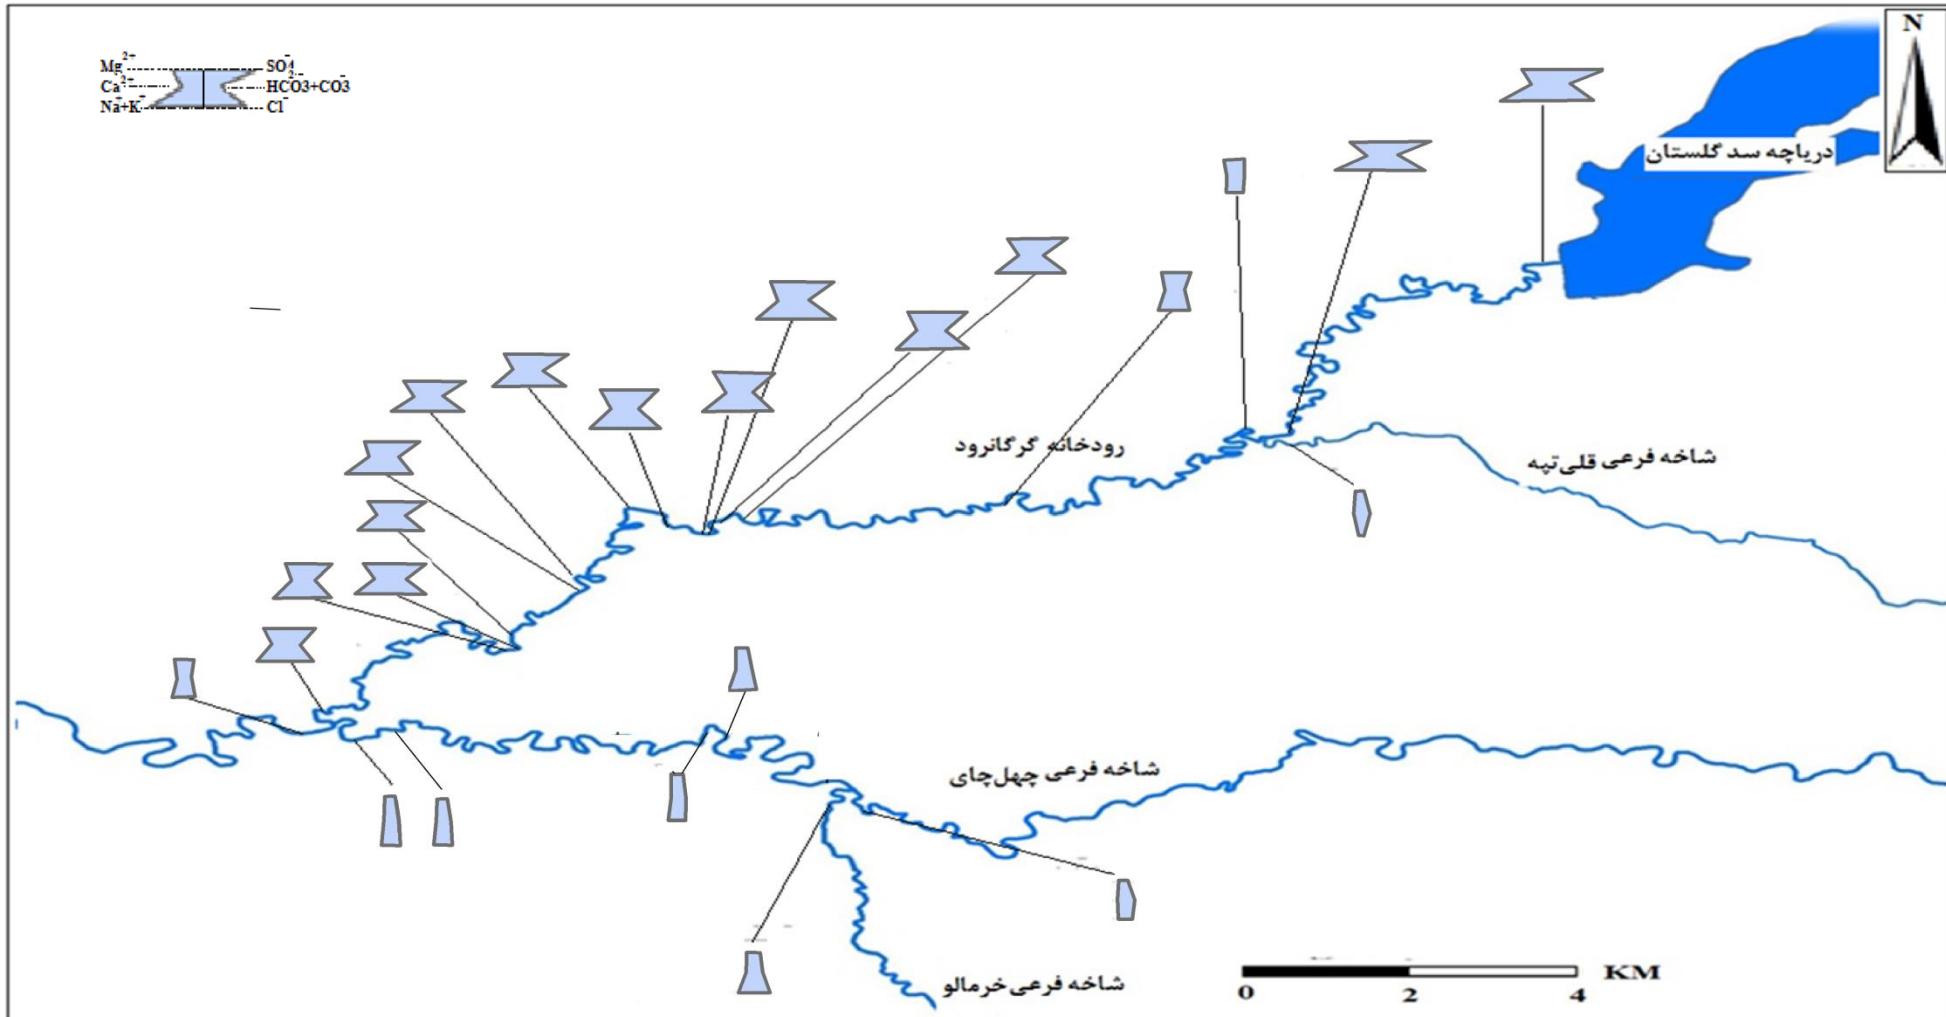 N
Mg2+ SO4-
Ca2+ HCO3-+CO3 2-
Na++K+ Cl-
دریاچه سد گلستان
رودخانه گرگانرود
شاخه فرعی قلی‌تپه
شاخه فرعی چهل‌چای
شاخه فرعی خرمالو
KM
0 2 4